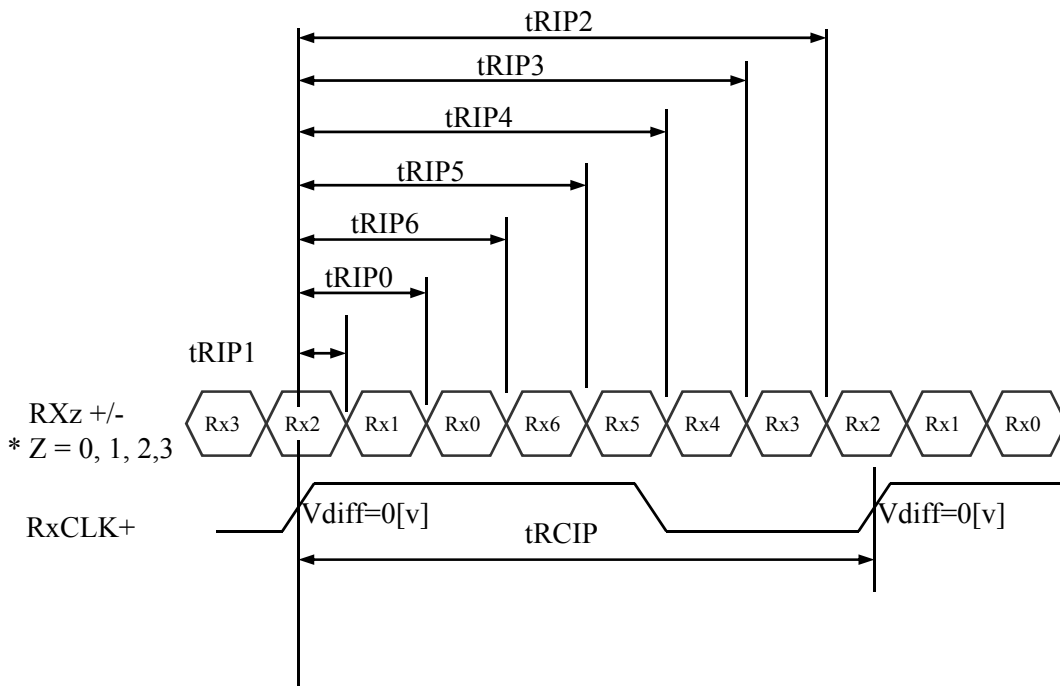 tRIP2
tRIP3
tRIP4
tRIP5
tRIP6
tRIP0
tRIP1
RXz +/-
* Z = 0, 1, 2,3
Rx3 Rx2 Rx1 Rx0 Rx6 Rx5 Rx4 Rx3 Rx2 Rx1 Rx0
RxCLK+
Vdiff=0[v] Vdiff=0[v]
tRCIP